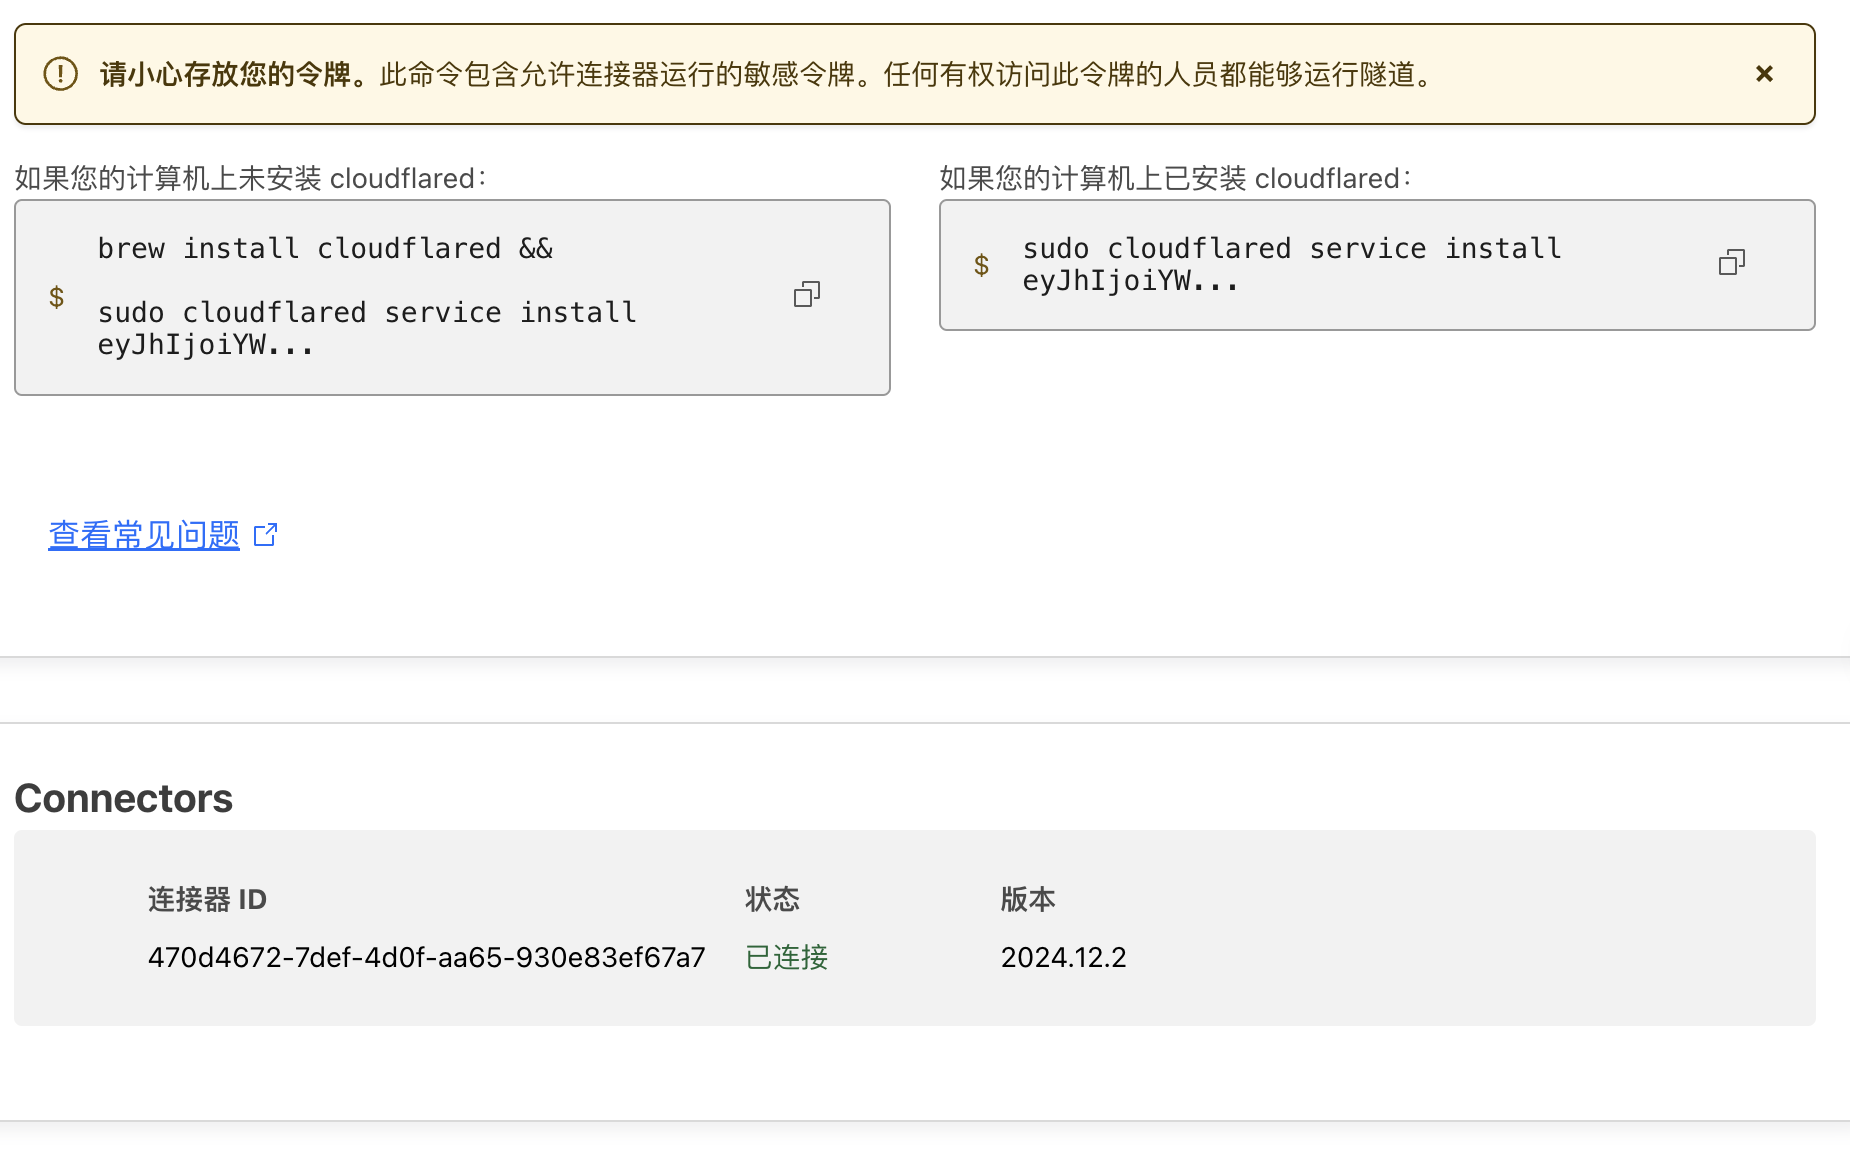 请小心存放您的令牌。此命令包含允许连接器运行的敏感令牌。任何有权访问此令牌的人员都能够运行隧道。
如果您的计算机上未安装 cloudflared：
$
brew install cloudflared &&
sudo cloudflared service install
eyJhIjoiYW...
如果您的计算机上已安装 cloudflared：
$
sudo cloudflared service install
eyJhIjoiYW...
查看常见问题
Connectors
连接器 ID 状态 版本
470d4672-7def-4d0f-aa65-930e83ef67a7 已连接 2024.12.2